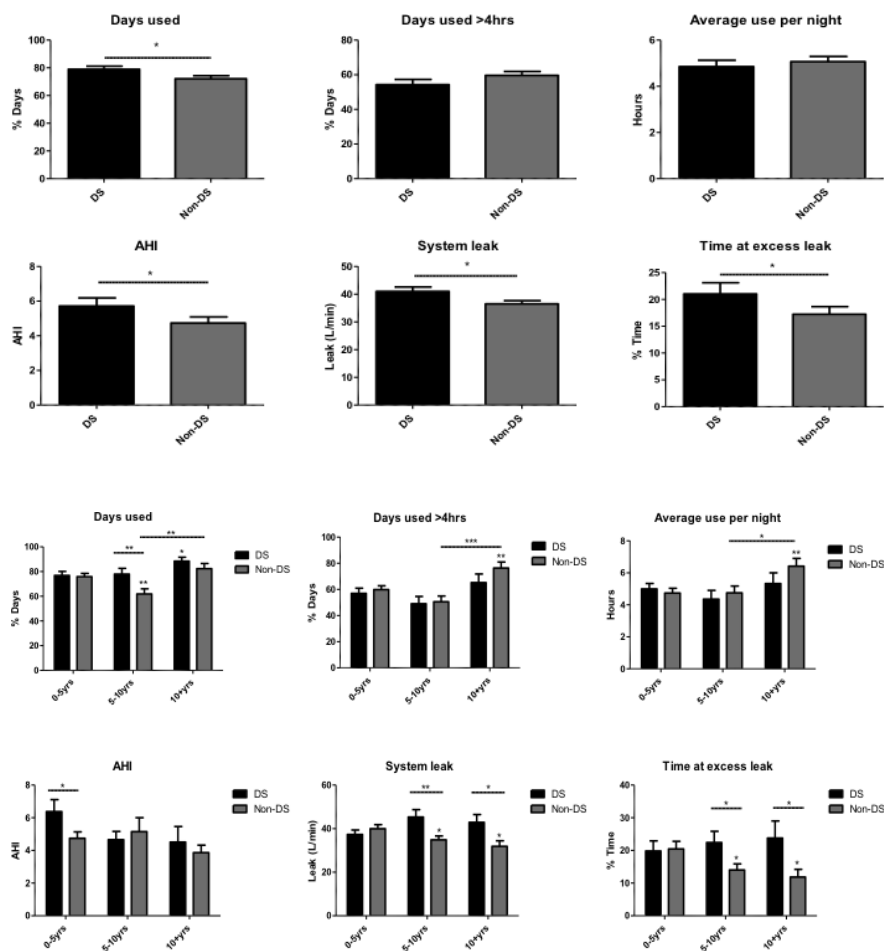 Days used
*
% Days
100
80
60
40
20
0
DS
Non-DS
Days used >4hrs
% Days
80
60
40
20
0
DS
Non-DS
Average use per night
Hours
6
4
2
0
DS
Non-DS
AHI
*
AHI
8
6
4
2
0
DS
Non-DS
System leak
*
Leak (L/min)
50
40
30
20
10
0
DS
Non-DS
Time at excess leak
*
% Time
25
20
15
10
5
0
DS
Non-DS
Days used
**
** *
**
DS
Non-DS
% Days
100
80
60
40
20
0
0-5yrs
5-10yrs
10+yrs
Days used >4hrs
***
**
DS
Non-DS
% Days
100
80
60
40
20
0
0-5yrs
5-10yrs
10+yrs
Average use per night
*
**
DS
Non-DS
Hours
8
6
4
2
0
0-5yrs
5-10yrs
10+yrs
AHI
*
DS
Non-DS
AHI
8
6
4
2
0
0-5yrs
5-10yrs
10+yrs
System leak
** *
* *
DS
Non-DS
Leak (L/min)
60
40
20
0
0-5yrs
5-10yrs
10+yrs
Time at excess leak
* *
* *
DS
Non-DS
% Time
40
30
20
10
0
0-5yrs
5-10yrs
10+yrs